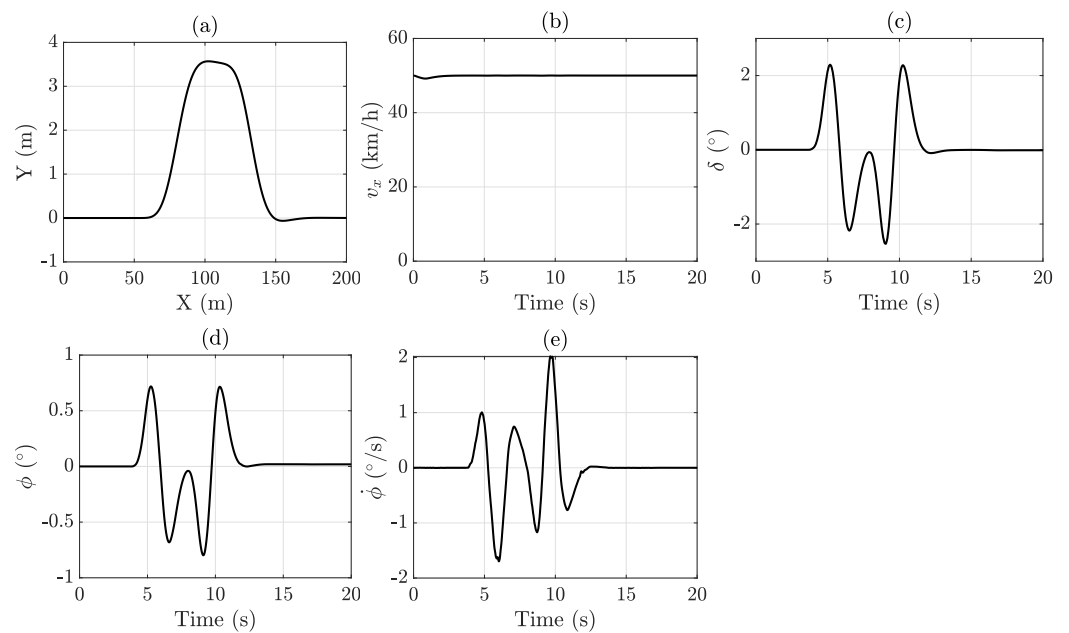 (a)
4
3
2
1
0
-1
Y (m)
0 50 100 150 200
X (m)
(b)
60
40
20
0
v_x (km/h)
0 5 10 15 20
Time (s)
(c)
2
0
-2
δ (°)
0 5 10 15 20
Time (s)
(d)
1
0.5
0
-0.5
-1
ϕ (°)
0 5 10 15 20
Time (s)
(e)
2
1
0
-1
-2
ϕ̇ (°/s)
0 5 10 15 20
Time (s)